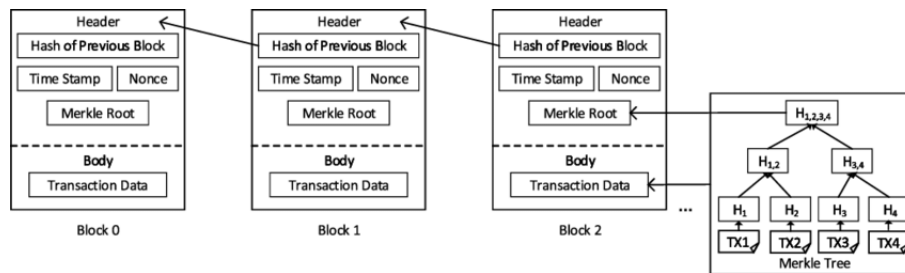 Header
Hash of Previous Block
Time Stamp
Nonce
Merkle Root
Body
Transaction Data
Block 0
Header
Hash of Previous Block
Time Stamp
Nonce
Merkle Root
Body
Transaction Data
Block 1
Header
Hash of Previous Block
Time Stamp
Nonce
Merkle Root
Body
Transaction Data
Block 2
...
H1,2,3,4
H1,2
H3,4
H1
H2
H3
H4
TX1
TX2
TX3
TX4
Merkle Tree